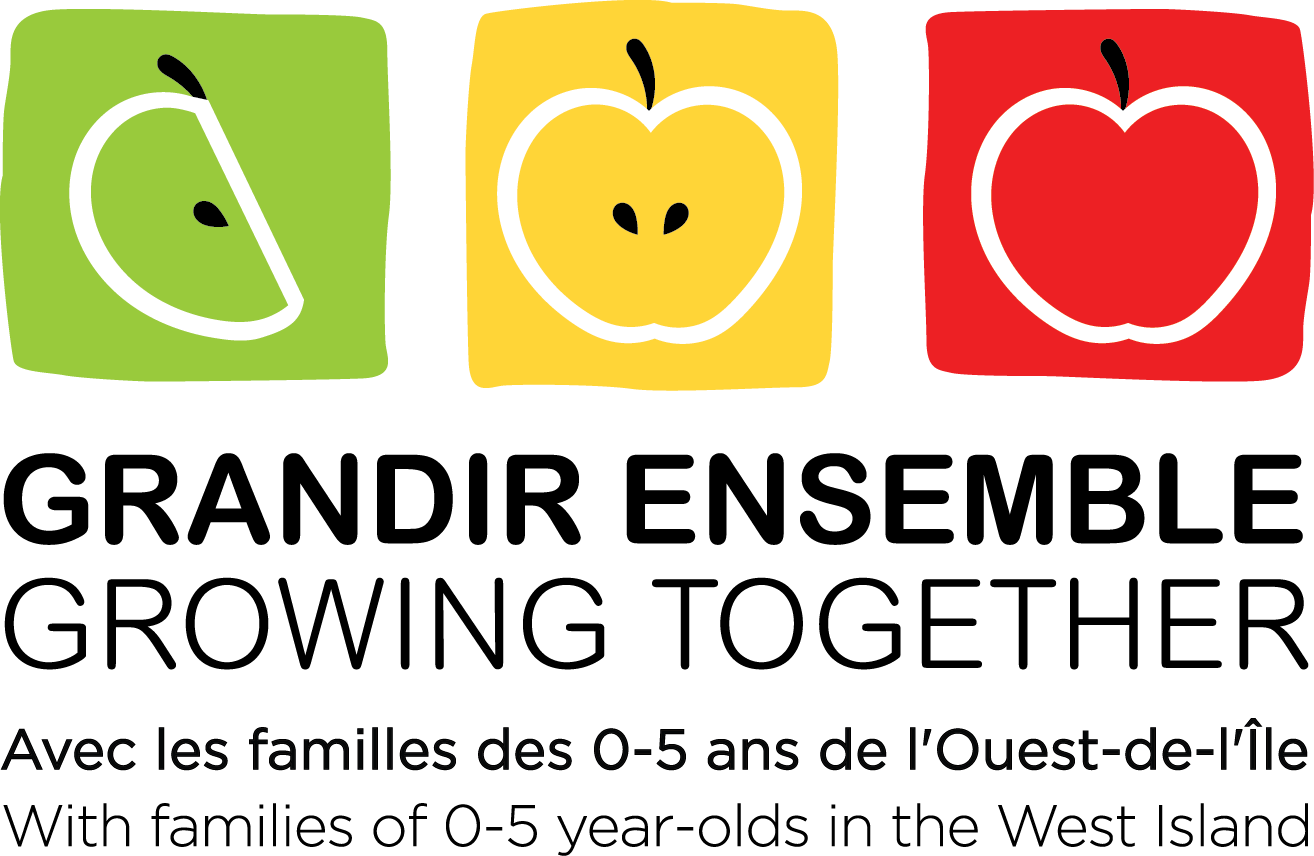 GRANDIR ENSEMBLE
GROWING TOGETHER
Avec les familles des 0-5 ans de l'Ouest-de-l'Île
With families of 0-5 year-olds in the West Island